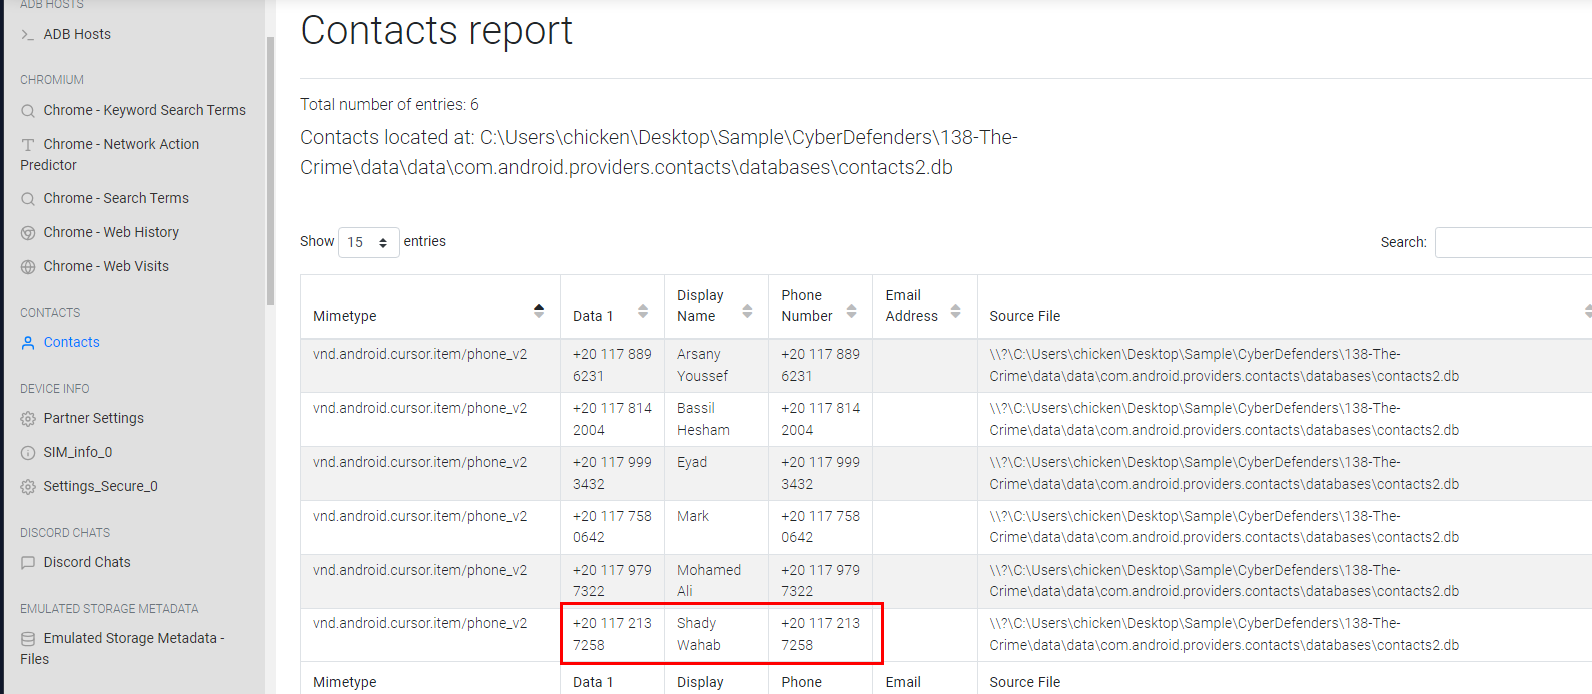 ADB HOSTS
ADB Hosts
CHROMIUM
Chrome - Keyword Search Terms
Chrome - Network Action
Predictor
Chrome - Search Terms
Chrome - Web History
Chrome - Web Visits
CONTACTS
Contacts
DEVICE INFO
Partner Settings
SIM_info_0
Settings_Secure_0
DISCORD CHATS
Discord Chats
EMULATED STORAGE METADATA
Emulated Storage Metadata -
Files
Contacts report
Total number of entries: 6
Contacts located at: C:\Users\chicken\Desktop\Sample\CyberDefenders\138-The-
Crime\data\data\com.android.providers.contacts\databases\contacts2.db
Show 15 entries
Search:
Mimetype
Data 1
Display
Name
Phone
Number
Email
Address
Source File
vnd.android.cursor.item/phone_v2
+20 117 889
6231
Arsany
Youssef
+20 117 889
6231
\\?\C:\Users\chicken\Desktop\Sample\CyberDefenders\138-The-
Crime\data\data\com.android.providers.contacts\databases\contacts2.db
vnd.android.cursor.item/phone_v2
+20 117 814
2004
Bassil
Hesham
+20 117 814
2004
\\?\C:\Users\chicken\Desktop\Sample\CyberDefenders\138-The-
Crime\data\data\com.android.providers.contacts\databases\contacts2.db
vnd.android.cursor.item/phone_v2
+20 117 999
3432
Eyad
+20 117 999
3432
\\?\C:\Users\chicken\Desktop\Sample\CyberDefenders\138-The-
Crime\data\data\com.android.providers.contacts\databases\contacts2.db
vnd.android.cursor.item/phone_v2
+20 117 758
0642
Mark
+20 117 758
0642
\\?\C:\Users\chicken\Desktop\Sample\CyberDefenders\138-The-
Crime\data\data\com.android.providers.contacts\databases\contacts2.db
vnd.android.cursor.item/phone_v2
+20 117 979
7322
Mohamed
Ali
+20 117 979
7322
\\?\C:\Users\chicken\Desktop\Sample\CyberDefenders\138-The-
Crime\data\data\com.android.providers.contacts\databases\contacts2.db
vnd.android.cursor.item/phone_v2
+20 117 213
7258
Shady
Wahab
+20 117 213
7258
\\?\C:\Users\chicken\Desktop\Sample\CyberDefenders\138-The-
Crime\data\data\com.android.providers.contacts\databases\contacts2.db
Mimetype
Data 1
Display
Phone
Email
Source File